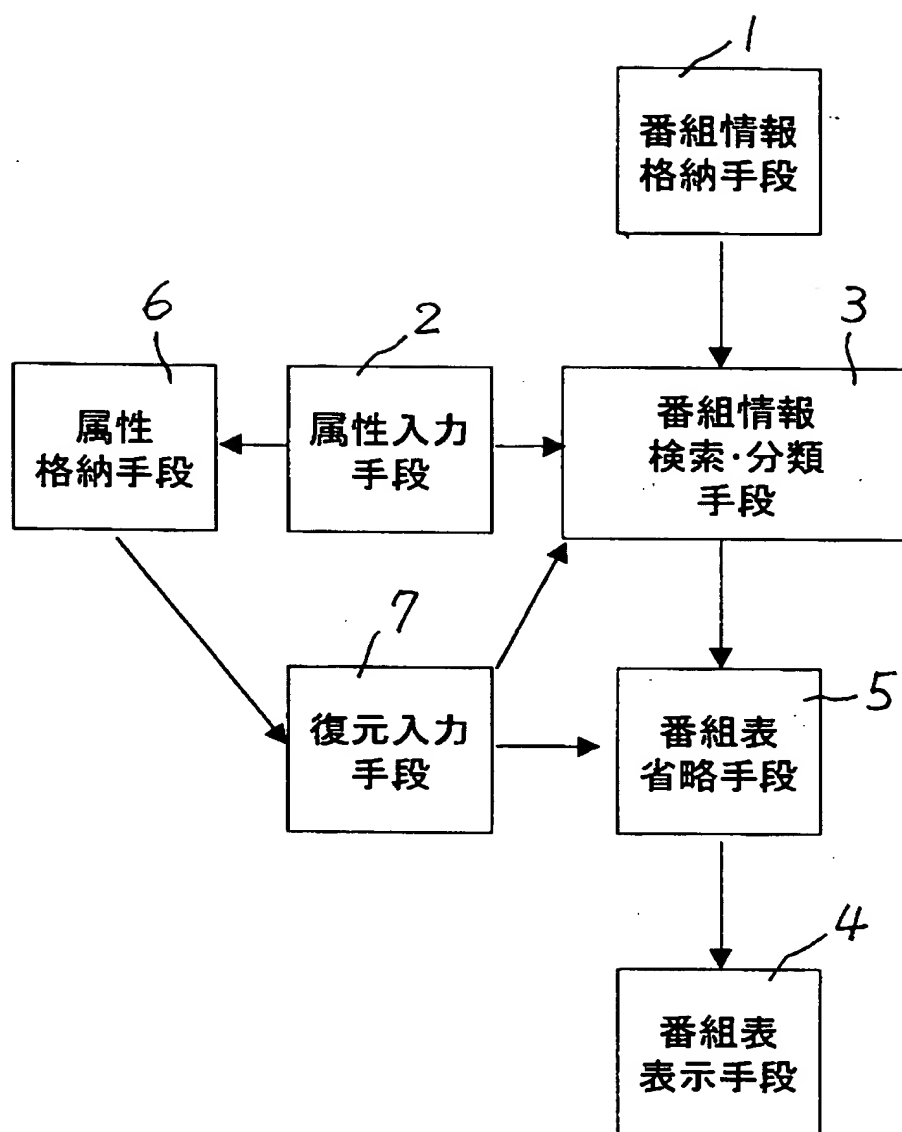 1
番組情報
格納手段
6
属性
格納手段
2
属性入力
手段
3
番組情報
検索・分類
手段
7
復元入力
手段
5
番組表
省略手段
4
番組表
表示手段